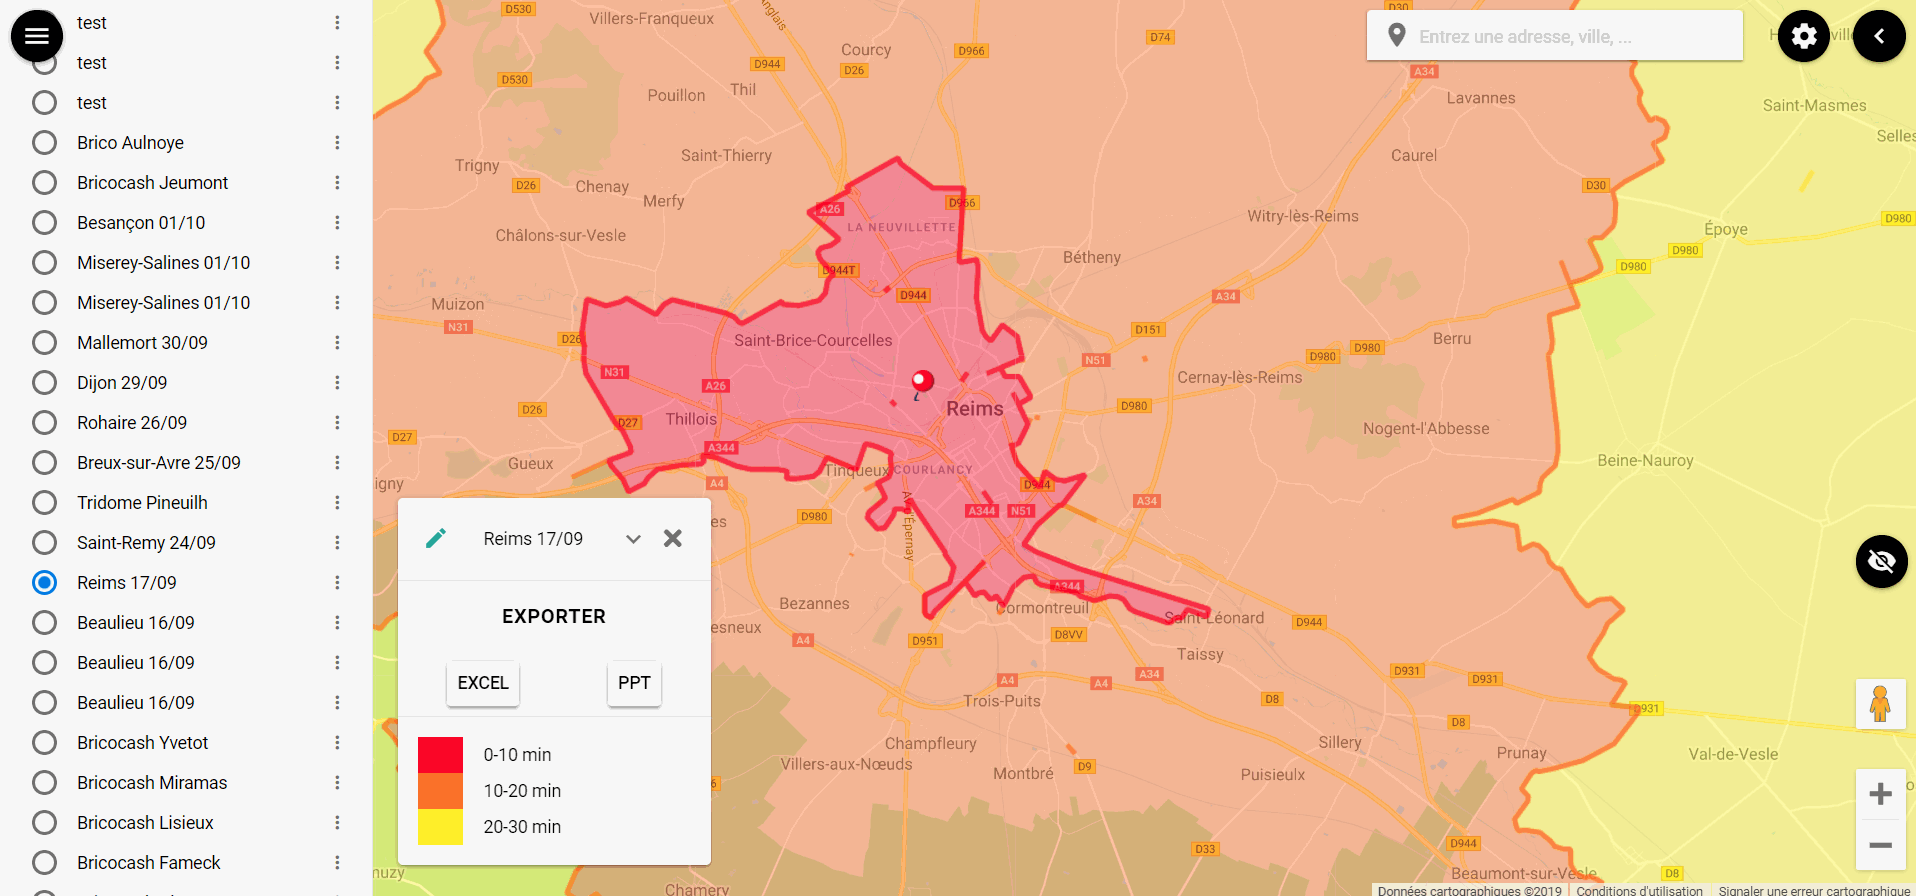 test
test
test
Brico Aulnoye
Bricocash Jeumont
Besançon 01/10
Miserey-Salines 01/10
Miserey-Salines 01/10
Mallemort 30/09
Dijon 29/09
Rohaire 26/09
Breux-sur-Avre 25/09
Tridome Pineuilh
Saint-Remy 24/09
Reims 17/09
Beaulieu 16/09
Beaulieu 16/09
Beaulieu 16/09
Bricocash Yvetot
Bricocash Miramas
Bricocash Lisieux
Bricocash Fameck
Entrez une adresse, ville, ...
D530
Villers-Franqueux
D30
Courcy
D966
D74
D944
D26
A34
D530
Pouillon
Thil
Lavannes
Saint-Masmes
Selles
Saint-Thierry
Caurel
Trigny
D26
Chenay
Merfy
D30
A26
D966
Witry-lès-Reims
D980
LA NEUVILLETTE
Époye
Châlons-sur-Vesle
D980
Bétheny
D944T
D980
D944
A34
Muizon
N31
D151
D26
Saint-Brice-Courcelles
Berru
D980
D980
N51
N31
A26
Cernay-lès-Reims
D26
Reims
D980
D27
Thillois
D27
Nogent-l'Abbesse
A344
Gueux
Tinqueux
COURLANCY
Beine-Nauroy
igny
A4
D944
A34
D980
A344
N51
es
Av. d'Épernay
A344
Bezannes
Cormontreuil
Saint-Léonard
D944
esneux
A4
D951
D8VV
Taissy
A4
A4
A34
D931
D931
Trois-Puits
D8
D931
D8
Champfleury
Sillery
Prunay
Val-de-Vesle
Villers-aux-Nœuds
Montbré
D9
Puisieulx
D33
D944
Beaumont-sur-Vesle
D8
muzy
Chamery
Reims 17/09
EXPORTER
EXCEL
PPT
0-10 min
10-20 min
20-30 min
Données cartographiques ©2019
Conditions d'utilisation
Signaler une erreur cartographique